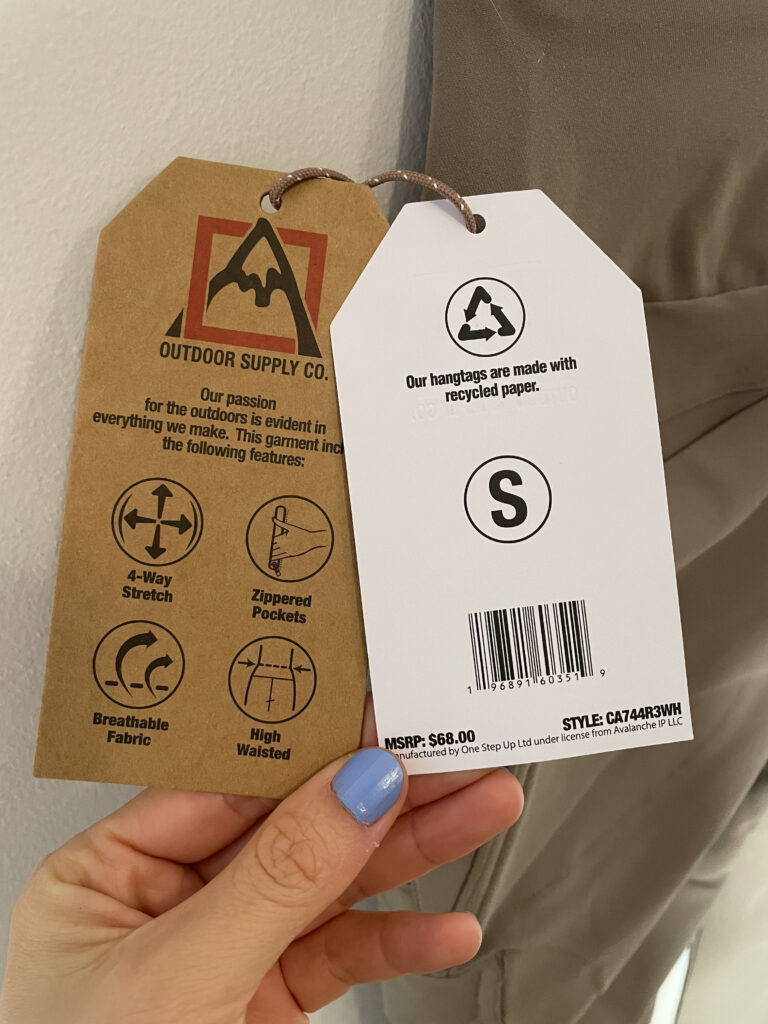 OUTDOOR SUPPLY CO.
Our passion
for the outdoors is evident in
everything we make. This garment incl
the following features:
4-Way
Stretch
Zippered
Pockets
Breathable
Fabric
High
Waisted
Our hangtags are made with
recycled paper.
S
1 96891 60351 9
MSRP: $68.00
STYLE: CA744R3WH
anufactured by One Step Up Ltd under license from Avalanche IP LLC